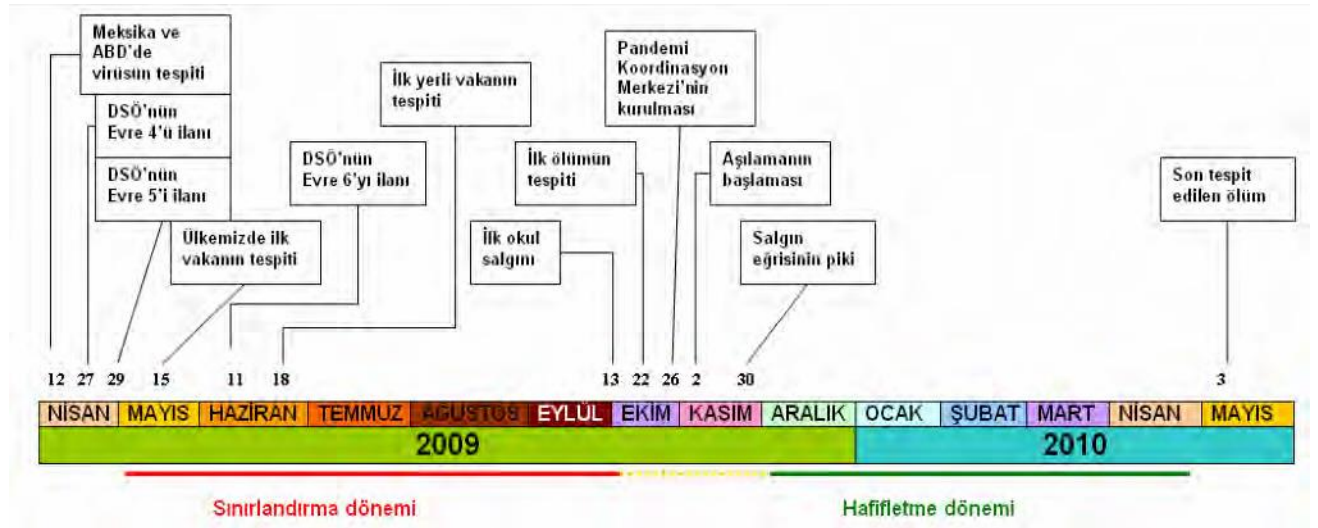 Meksika ve
ABD'de
virüsün tespiti
DSÖ'nün
Evre 4'ü ilanı
DSÖ'nün
Evre 5'i ilanı
Ülkemizde ilk
vakanın tespiti
DSÖ'nün
Evre 6'yı ilanı
İlk yerli vakanın
tespiti
İlk okul
salgını
İlk ölümün
tespiti
Pandemi
Koordinasyon
Merkezi'nin
kurulması
Aşılamanın
başlaması
Salgın
eğrisinin piki
Son tespit
edilen ölüm
12 27 29 15 11 18 13 22 26 2 30 3
NİSAN MAYIS HAZİRAN TEMMUZ AĞUSTOS EYLÜL EKİM KASIM ARALIK OCAK ŞUBAT MART NİSAN MAYIS
2009 2010
Sınırlandırma dönemi Hafifletme dönemi